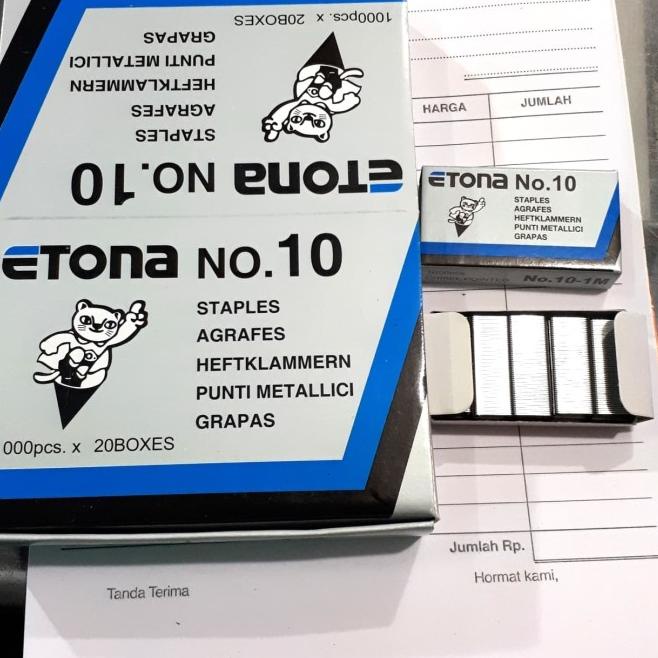 1000pcs. x 20BOXES
GRAPAS
PUNTI METALLICI
HEFTKLAMMERN
AGRAFES
STAPLES
ETONA NO.10
ETONA NO.10
STAPLES
AGRAFES
HEFTKLAMMERN
PUNTI METALLICI
GRAPAS
000pcs. x 20BOXES
HARGA JUMLAH
ETONA No.10
STAPLES
AGRAFES
HEFTKLAMMERN
PUNTI METALLICI
GRAPAS
No.10-1M
Jumlah Rp.
Tanda Terima
Hormat kami,